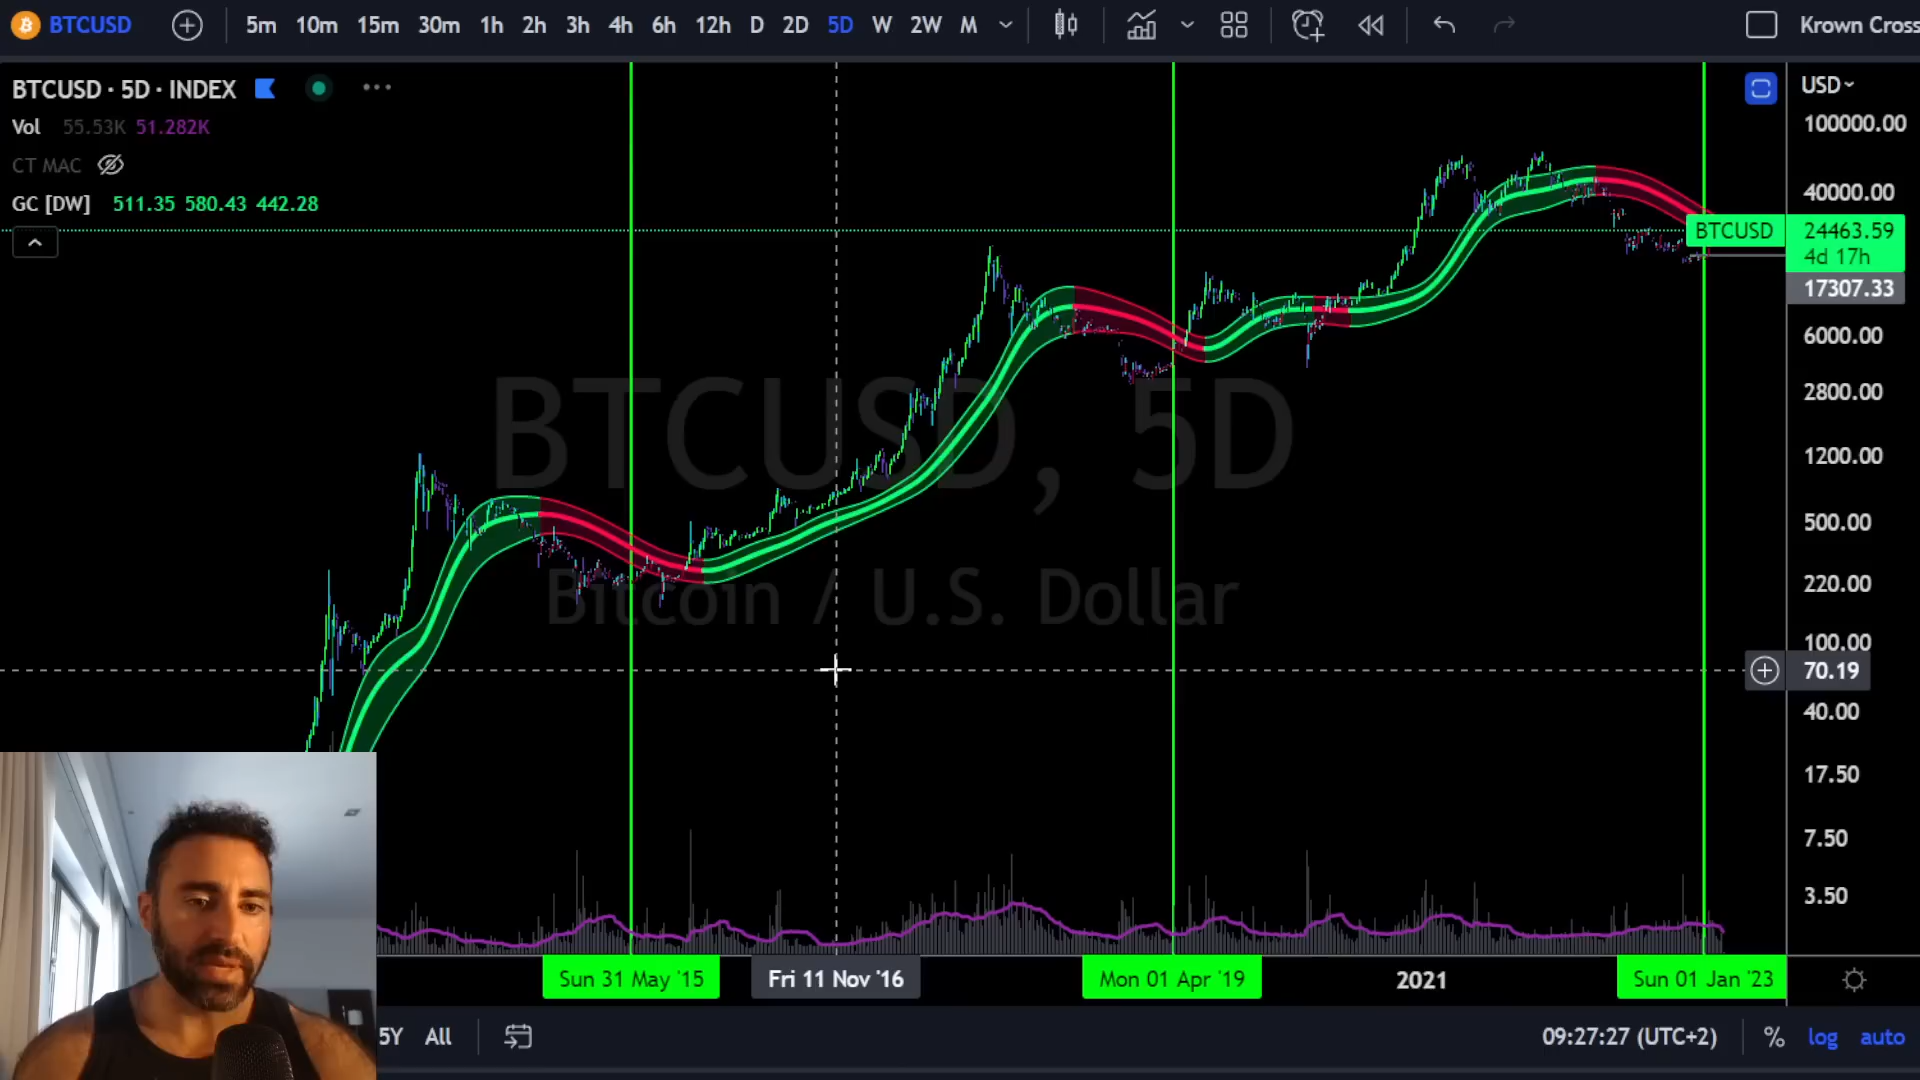 BTCUSD 5m 10m 15m 30m 1h 2h 3h 4h 6h 12h D 2D 5D W 2W M Krown Cross
BTCUSD · 5D · INDEX
USD
Vol 55.53K 51.282K
CT MAC
GC [DW] 511.35 580.43 442.28
100000.00
40000.00
BTCUSD 24463.59
4d 17h
17307.33
6000.00
2800.00
1200.00
500.00
220.00
100.00
70.19
40.00
17.50
7.50
3.50
BTCUSD, 5D
Bitcoin / U.S. Dollar
Sun 31 May '15 Fri 11 Nov '16 Mon 01 Apr '19 2021 Sun 01 Jan '23
5Y All 09:27:27 (UTC+2) % log auto